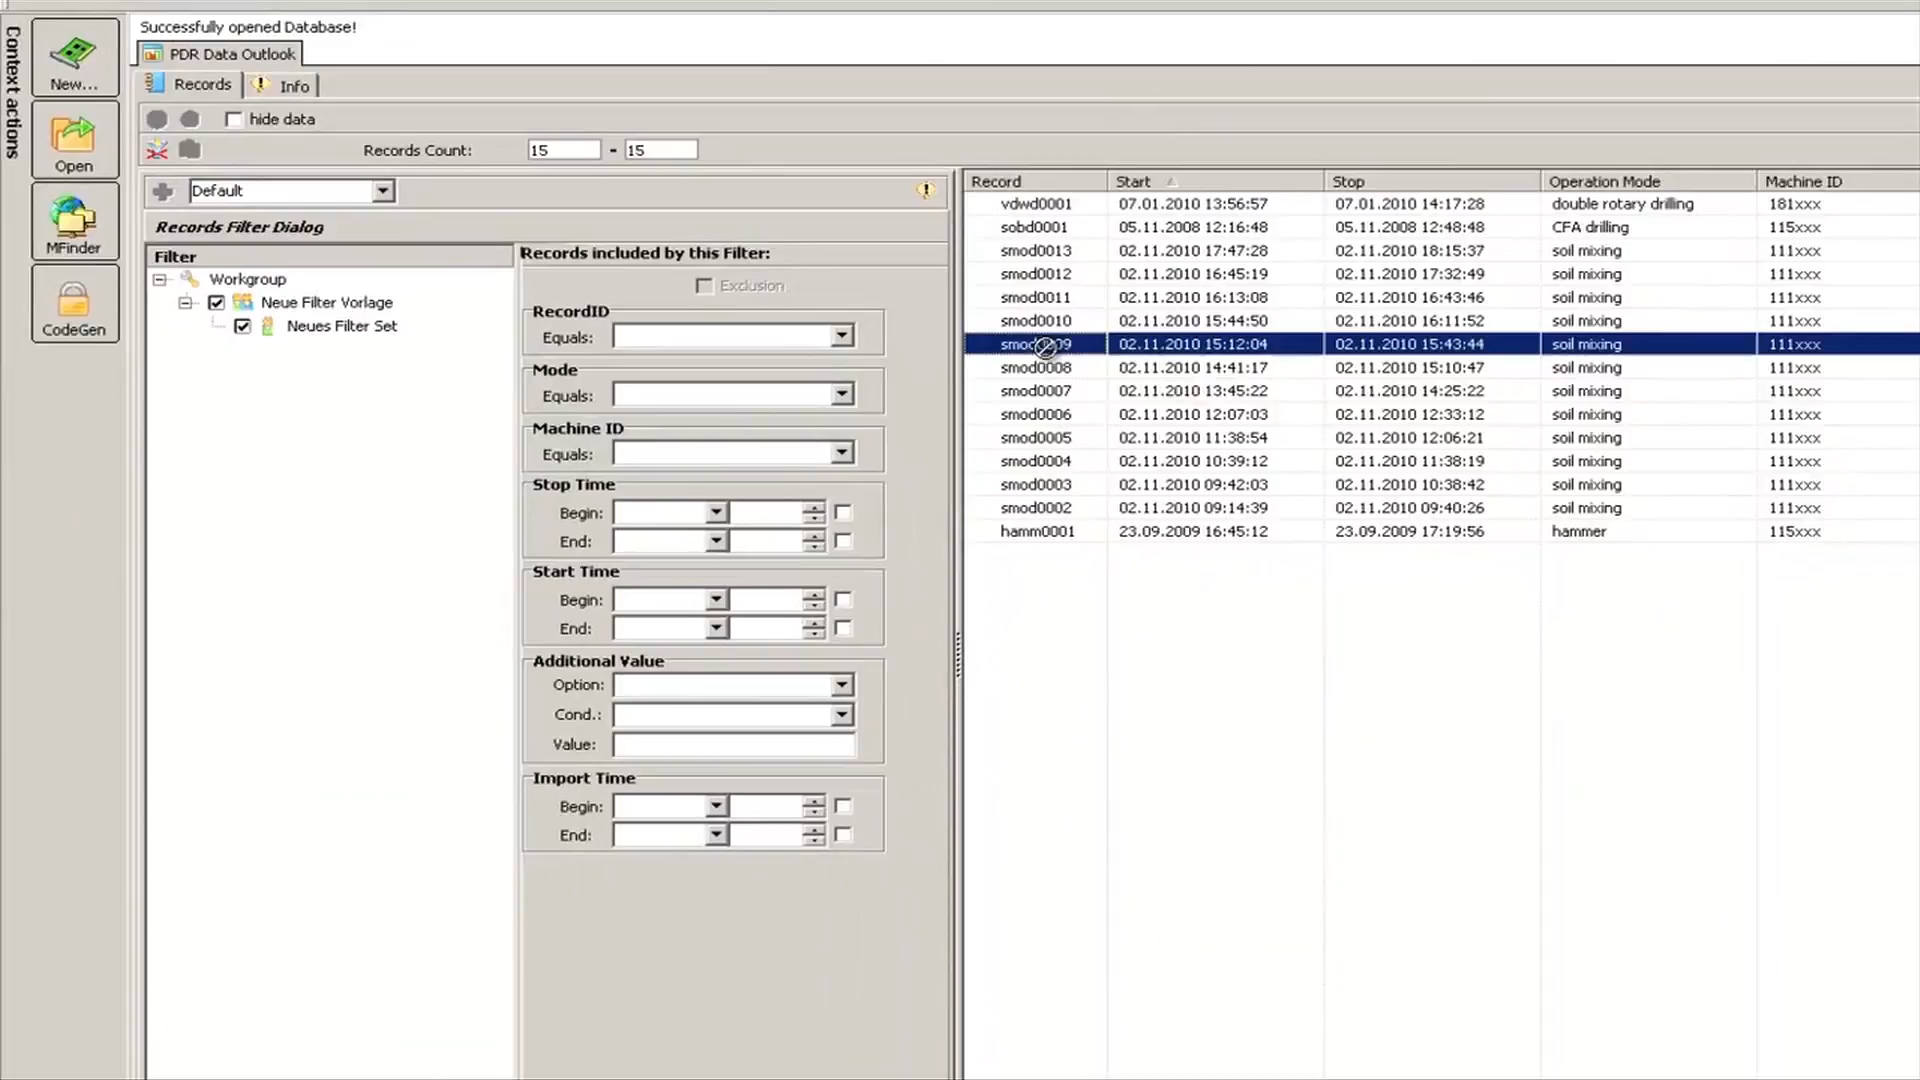 Context actions
New...
Open
MFinder
CodeGen
Successfully opened Database!
PDR Data Outlook
Records
Info
hide data
Records Count:
15 - 15
Default
Records Filter Dialog
Filter
Workgroup
Neue Filter Vorlage
Neues Filter Set
Records included by this Filter:
Exclusion
RecordID
Equals:
Mode
Equals:
Machine ID
Equals:
Stop Time
Begin:
End:
Start Time
Begin:
End:
Additional Value
Option:
Cond.:
Value:
Import Time
Begin:
End:
Record Start Stop Operation Mode Machine ID
vdwd0001 07.01.2010 13:56:57 07.01.2010 14:17:28 double rotary drilling 181xxx
sobd0001 05.11.2008 12:16:48 05.11.2008 12:48:48 CFA drilling 115xxx
smod0013 02.11.2010 17:47:28 02.11.2010 18:15:37 soil mixing 111xxx
smod0012 02.11.2010 16:45:19 02.11.2010 17:32:49 soil mixing 111xxx
smod0011 02.11.2010 16:13:08 02.11.2010 16:43:46 soil mixing 111xxx
smod0010 02.11.2010 15:44:50 02.11.2010 16:11:52 soil mixing 111xxx
02.11.2010 15:12:04 02.11.2010 15:43:44 soil mixing 111xxx
smod0008 02.11.2010 14:41:17 02.11.2010 15:10:47 soil mixing 111xxx
smod0007 02.11.2010 13:45:22 02.11.2010 14:25:22 soil mixing 111xxx
smod0006 02.11.2010 12:07:03 02.11.2010 12:33:12 soil mixing 111xxx
smod0005 02.11.2010 11:38:54 02.11.2010 12:06:21 soil mixing 111xxx
smod0004 02.11.2010 10:39:12 02.11.2010 11:38:19 soil mixing 111xxx
smod0003 02.11.2010 09:42:03 02.11.2010 10:38:42 soil mixing 111xxx
smod0002 02.11.2010 09:14:39 02.11.2010 09:40:26 soil mixing 111xxx
hamm0001 23.09.2009 16:45:12 23.09.2009 17:19:56 hammer 115xxx